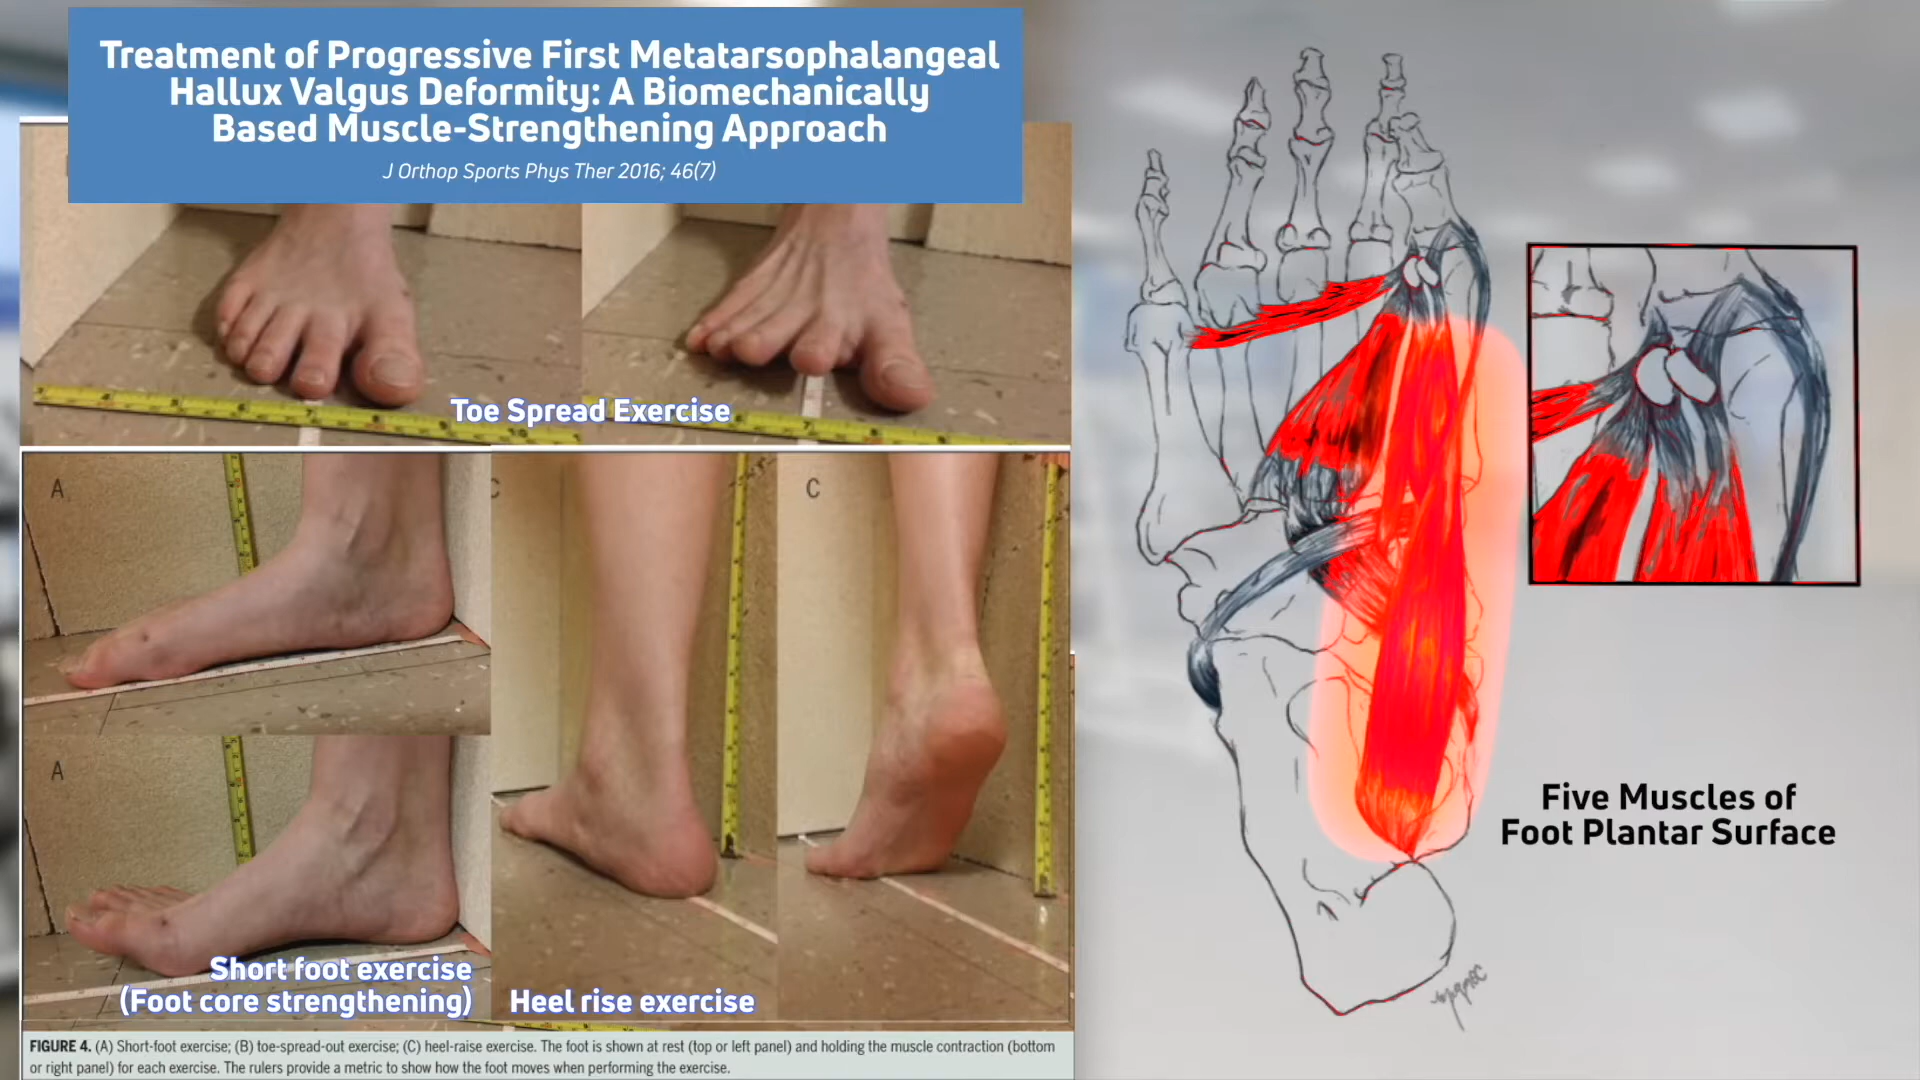 Treatment of Progressive First Metatarsophalangeal
Hallux Valgus Deformity: A Biomechanically
Based Muscle-Strengthening Approach
J Orthop Sports Phys Ther 2016; 46(7)
Toe Spread Exercise
A
C
C
A
Short foot exercise
(Foot core strengthening)
Heel rise exercise
Five Muscles of
Foot Plantar Surface
FIGURE 4. (A) Short-foot exercise; (B) toe-spread-out exercise; (C) heel-raise exercise. The foot is shown at rest (top or left panel) and holding the muscle contraction (bottom
or right panel) for each exercise. The rulers provide a metric to show how the foot moves when performing the exercise.